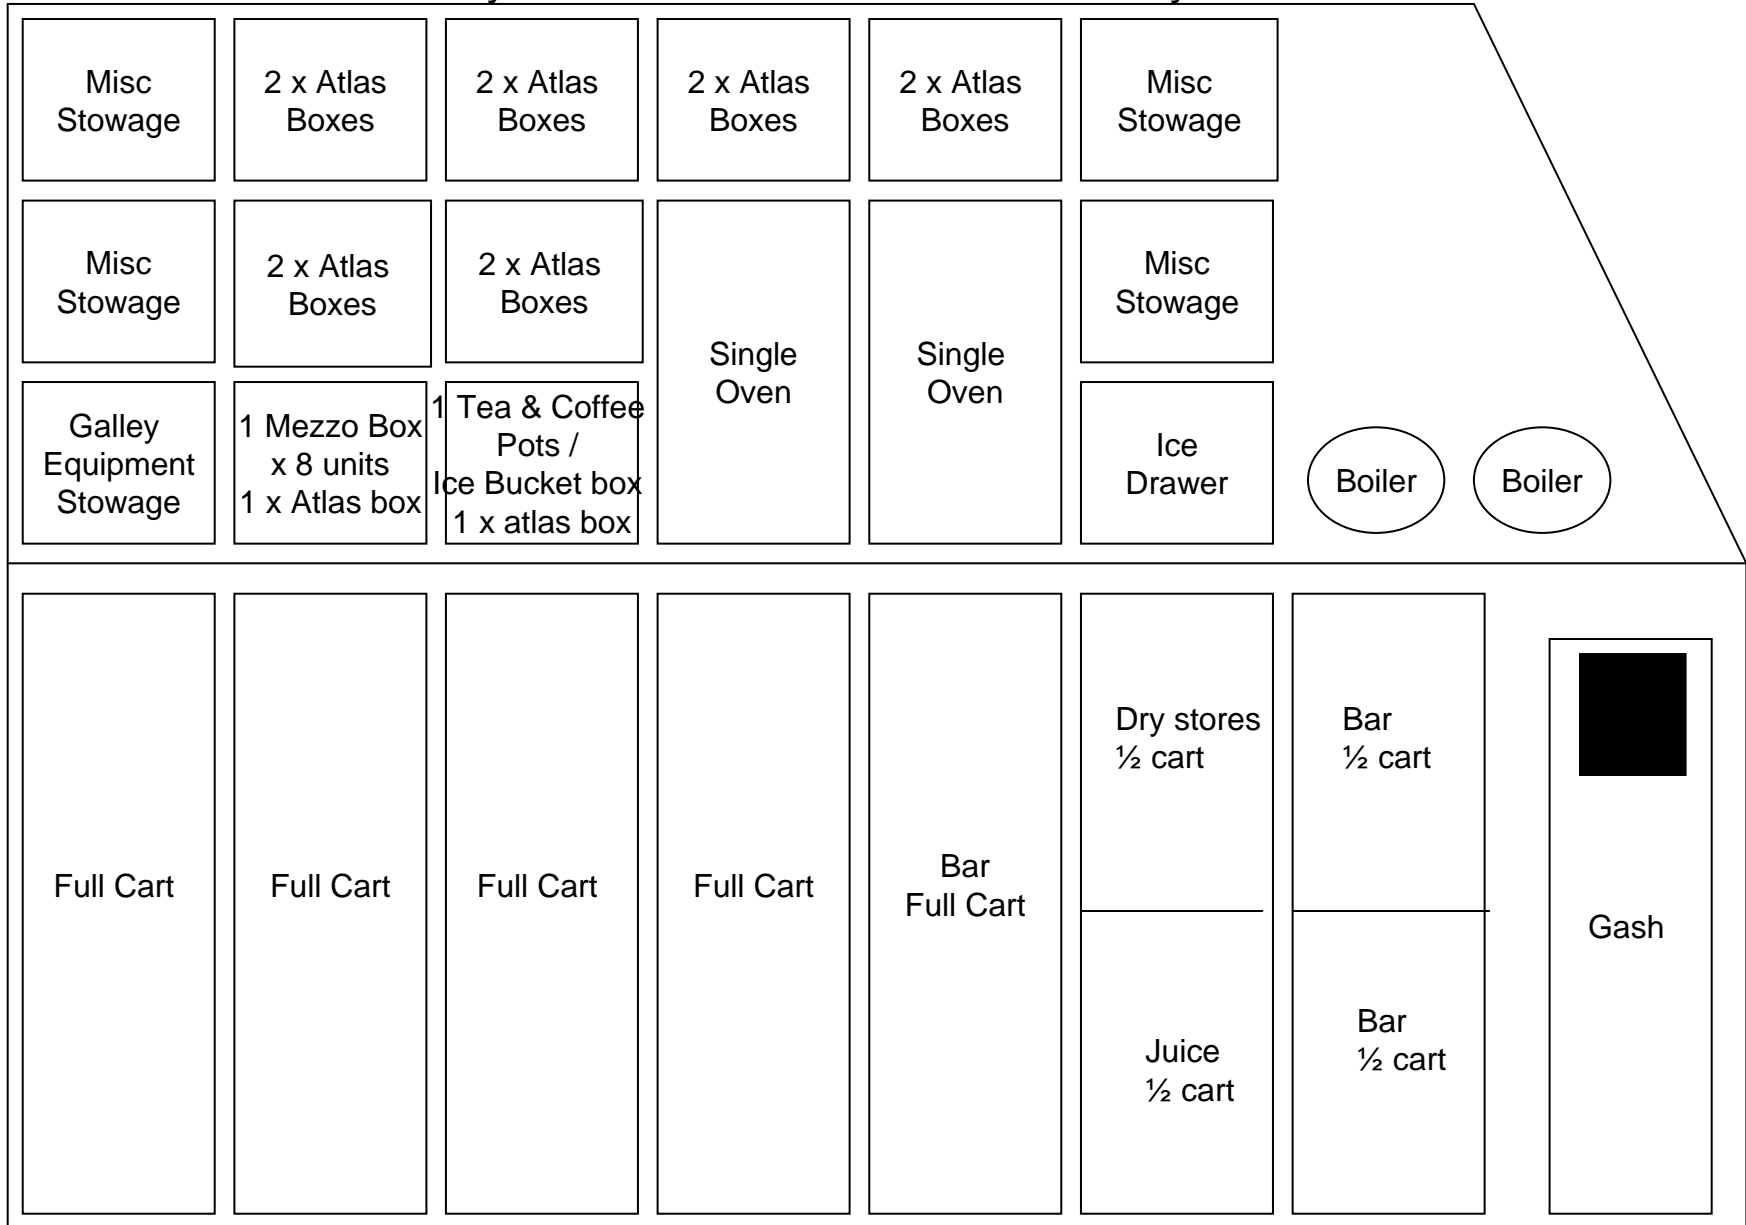 Misc
Stowage
2 x Atlas
Boxes
2 x Atlas
Boxes
2 x Atlas
Boxes
2 x Atlas
Boxes
Misc
Stowage
Misc
Stowage
2 x Atlas
Boxes
2 x Atlas
Boxes
Single
Oven
Single
Oven
Misc
Stowage
Galley
Equipment
Stowage
1 Mezzo Box
x 8 units
1 x Atlas box
1 Tea & Coffee
Pots /
Ice Bucket box
1 x atlas box
Ice
Drawer
Boiler
Boiler
Full Cart
Full Cart
Full Cart
Full Cart
Bar
Full Cart
Dry stores
½ cart
Bar
½ cart
Juice
½ cart
Bar
½ cart
Gash